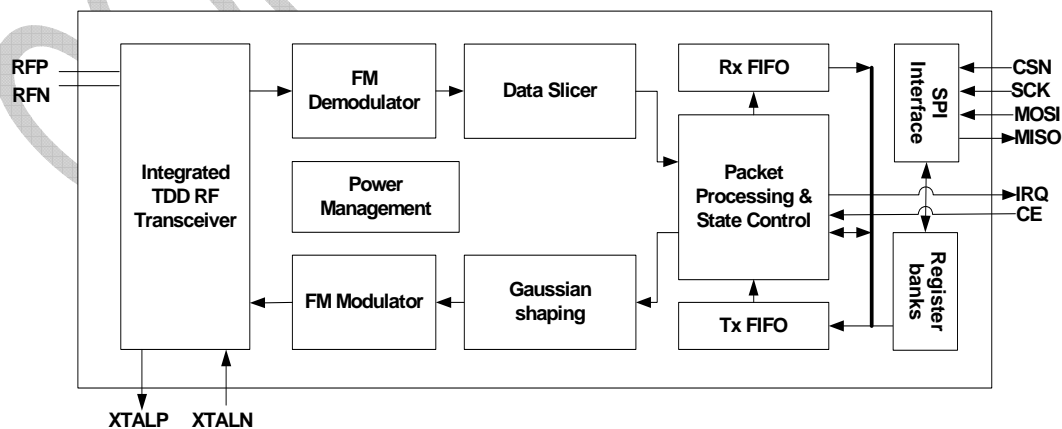 RFP
RFN
Integrated
TDD RF
Transceiver
FM
Demodulator
Data Slicer
Power
Management
FM Modulator
Gaussian
shaping
Rx FIFO
Packet
Processing &
State Control
Tx FIFO
SPI
Interface
Register
banks
CSN
SCK
MOSI
MISO
IRQ
CE
XTALP
XTALN